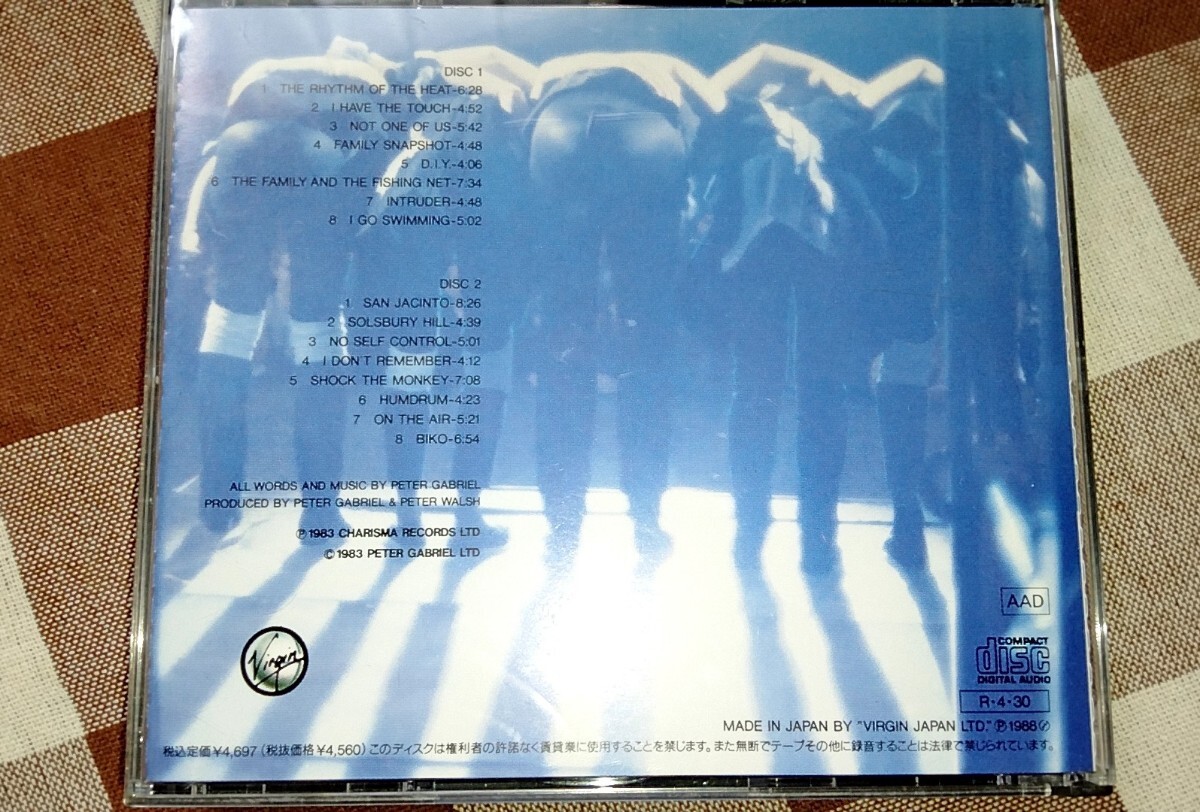 DISC 1
1 THE RHYTHM OF THE HEAT-6:28
2 I HAVE THE TOUCH-4:52
3 NOT ONE OF US-5:42
4 FAMILY SNAPSHOT-4:48
5 D.I.Y.-4:06
6 THE FAMILY AND THE FISHING NET-7:34
7 INTRUDER-4:48
8 I GO SWIMMING-5:02
DISC 2
1 SAN JACINTO-8:26
2 SOLSBURY HILL-4:39
3 NO SELF CONTROL-5:01
4 I DON'T REMEMBER-4:12
5 SHOCK THE MONKEY-7:08
6 HUMDRUM-4:23
7 ON THE AIR-5:21
8 BIKO-6:54
ALL WORDS AND MUSIC BY PETER GABRIEL
PRODUCED BY PETER GABRIEL & PETER WALSH
Ⓟ1983 CHARISMA RECORDS LTD
©1983 PETER GABRIEL LTD
AAD
Virgin
COMPACT
disc
DIGITAL AUDIO
R-4-30
MADE IN JAPAN BY "VIRGIN JAPAN LTD." Ⓟ1988
税込定価¥4,697(税抜価格¥4,560)このディスクは権利者の許諾なく賃貸業に使用することを禁じます。また無断でテープその他に録音することは法律で禁じられています。